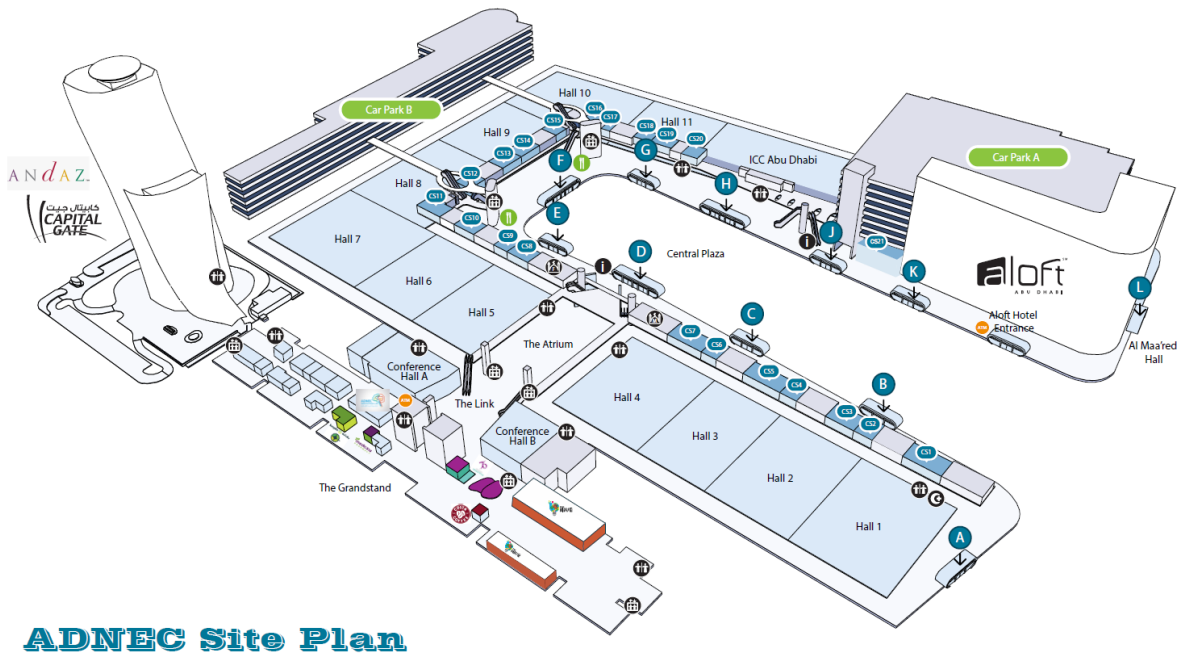 Hall 10
Car Park B
CS16
CS17
CS15
Hall 11
CS18
CS19
CS20
Hall 9
CS14
CS13
F
G
ICC Abu Dhabi
Car Park A
ANdAZ
كابيتال جيت
CAPITAL
GATE
Hall 8
CS12
CS11
H
E
CS10
CS9
CS8
Hall 7
D
Central Plaza
i
i
J
OS21
K
aloft
ABU DHABI
L
Hall 6
Hall 5
C
Aloft Hotel
Entrance
ATM
Al Maa'red
Hall
The Atrium
CS7
CS6
Conference
Hall A
CS5
CS4
B
ATM
The Link
Hall 4
CS3
CS2
Conference
Hall B
Hall 3
CS1
Hall 2
The Grandstand
Hall 1
A
ADNEC Site Plan